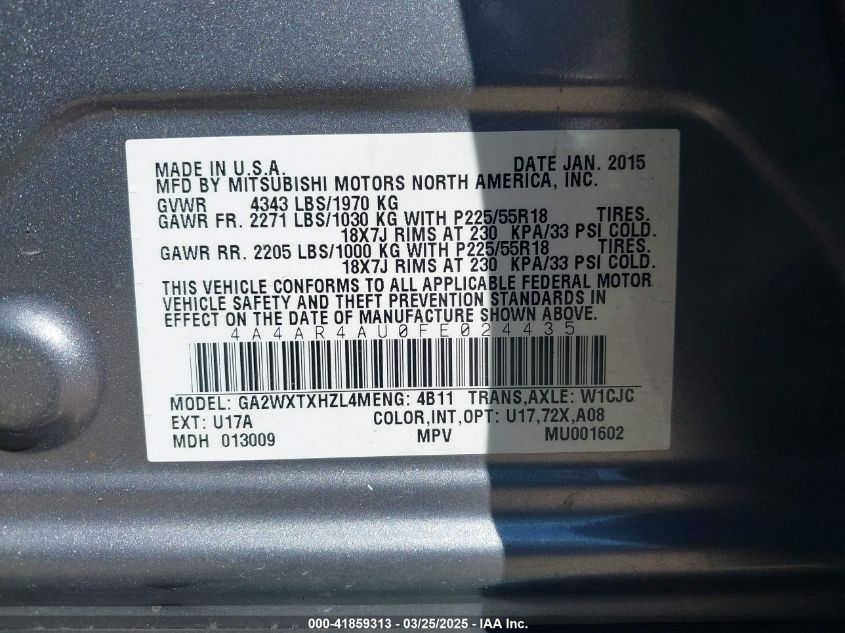 MADE IN U.S.A. DATE JAN. 2015
MFD BY MITSUBISHI MOTORS NORTH AMERICA, INC.
GVWR 4343 LBS/1970 KG
GAWR FR. 2271 LBS/1030 KG WITH P225/55R18 TIRES.
18X7J RIMS AT 230 KPA/33 PSI COLD.
GAWR RR. 2205 LBS/1000 KG WITH P225/55R18 TIRES.
18X7J RIMS AT 230 KPA/33 PSI COLD.
THIS VEHICLE CONFORMS TO ALL APPLICABLE FEDERAL MOTOR
VEHICLE SAFETY AND THEFT PREVENTION STANDARDS IN
EFFECT ON THE DATE OF MANUFACTURE SHOWN ABOVE.
4A4AR4AU0FE024435
MODEL: GA2WXTXHZL4MENG: 4B11 TRANS,AXLE: W1CJC
EXT: U17A COLOR,INT,OPT: U17,72X,A08
MDH 013009 MPV MU001602
000-41859313 - 03/25/2025 - IAA Inc.